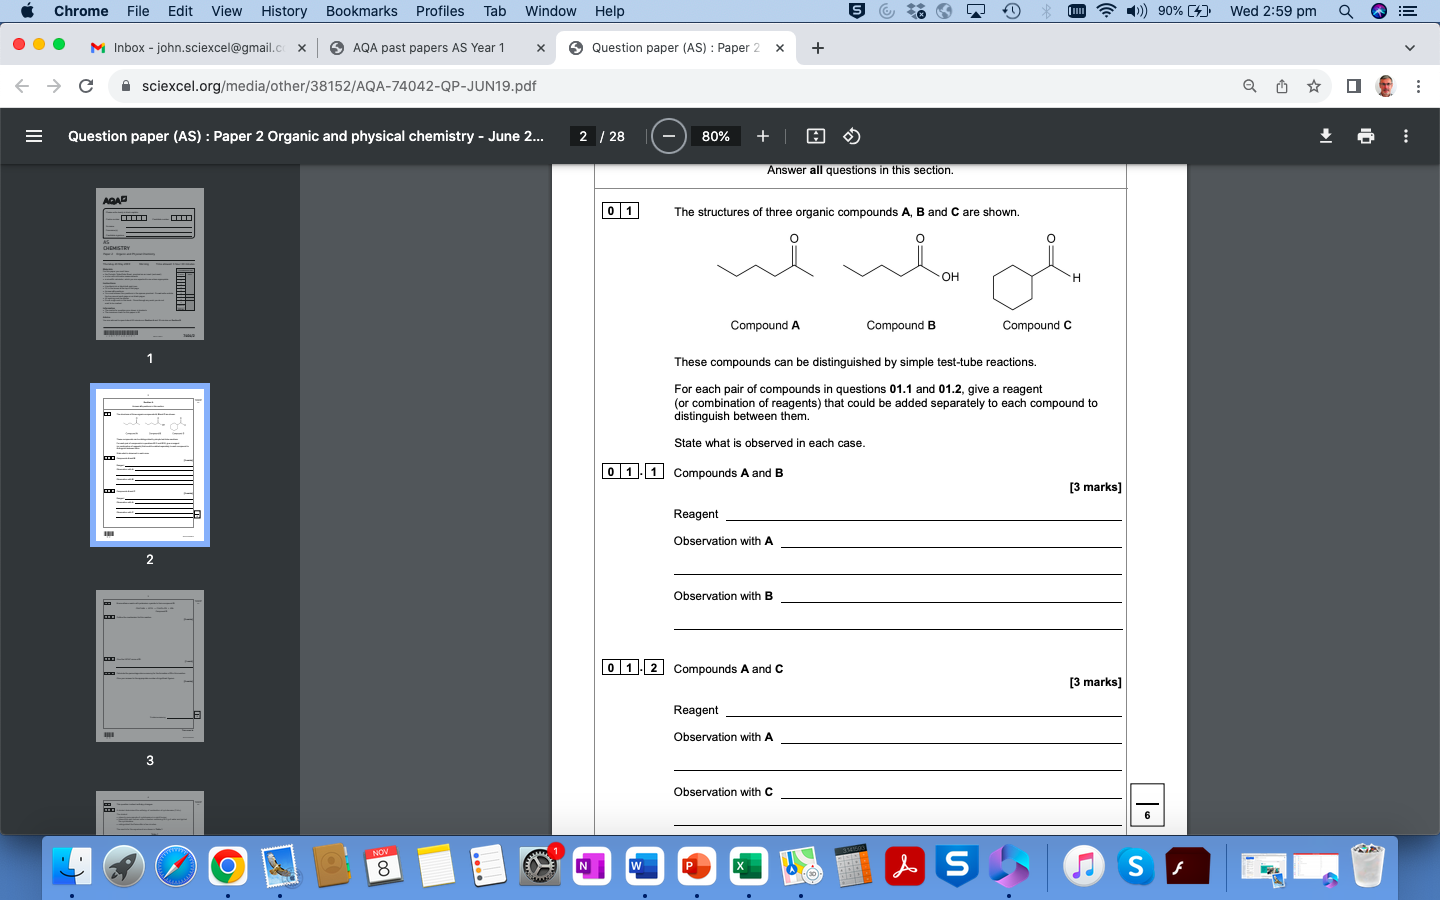 Chrome File Edit View History Bookmarks Profiles Tab Window Help
90% Wed 2:59 pm
Inbox - john.sciexcel@gmail.c
AQA past papers AS Year 1
Question paper (AS) : Paper 2
sciexcel.org/media/other/38152/AQA-74042-QP-JUN19.pdf
Question paper (AS) : Paper 2 Organic and physical chemistry - June 2...
2 / 28
80%
AQA
AS
CHEMISTRY
1
2
3
Answer all questions in this section.
0 1 The structures of three organic compounds A, B and C are shown.
O O O
OH H
Compound A Compound B Compound C
These compounds can be distinguished by simple test-tube reactions.
For each pair of compounds in questions 01.1 and 01.2, give a reagent
(or combination of reagents) that could be added separately to each compound to
distinguish between them.
State what is observed in each case.
0 1 . 1 Compounds A and B
[3 marks]
Reagent
Observation with A
Observation with B
0 1 . 2 Compounds A and C
[3 marks]
Reagent
Observation with A
Observation with C
6
NOV
8
1
N
W
P
X
S
S